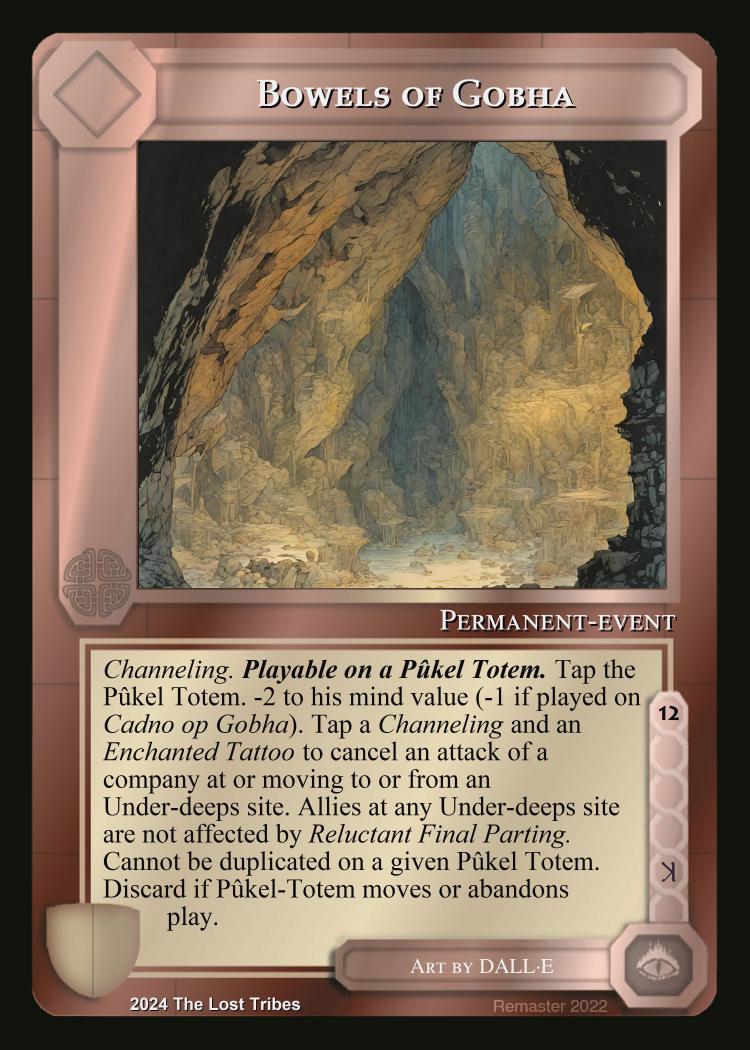 Bowels of Gobha
Permanent-event
Channeling. Playable on a Pûkel Totem. Tap the
Pûkel Totem. -2 to his mind value (-1 if played on
Cadno op Gobha). Tap a Channeling and an
Enchanted Tattoo to cancel an attack of a
company at or moving to or from an
Under-deeps site. Allies at any Under-deeps site
are not affected by Reluctant Final Parting.
Cannot be duplicated on a given Pûkel Totem.
Discard if Pûkel-Totem moves or abandons
play.
12
Art by DALL·E
2024 The Lost Tribes
Remaster 2022